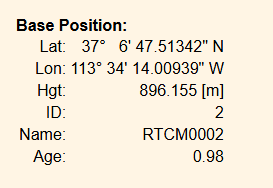 Base Position:
Lat: 37° 6' 47.51342" N
Lon: 113° 34' 14.00939" W
Hgt: 896.155 [m]
ID: 2
Name: RTCM0002
Age: 0.98